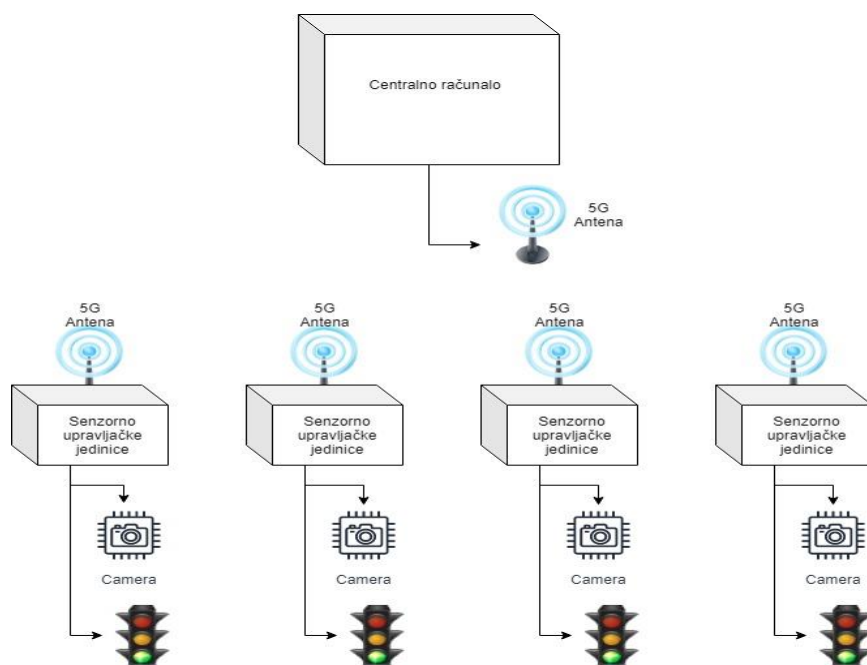 Centralno računalo
5G
Antena
5G
Antena
5G
Antena
5G
Antena
5G
Antena
Senzorno
upravljačke
jedinice
Senzorno
upravljačke
jedinice
Senzorno
upravljačke
jedinice
Senzorno
upravljačke
jedinice
Camera
Camera
Camera
Camera